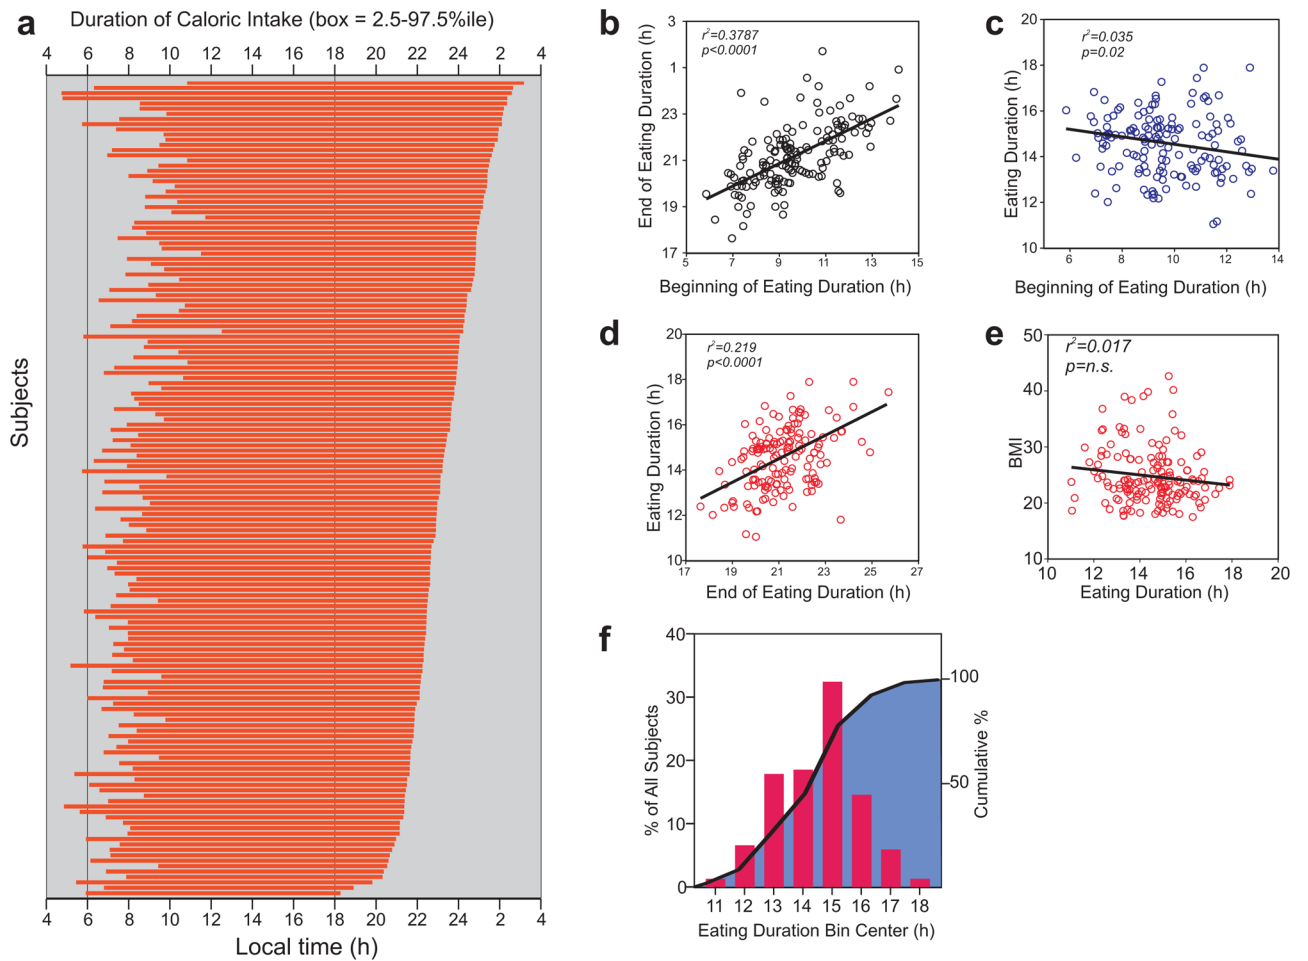 a
Duration of Caloric Intake (box = 2.5-97.5%ile)
4 6 8 10 12 14 16 18 20 22 24 2 4
Subjects
4 6 8 10 12 14 16 18 20 22 24 2 4
Local time (h)
b
r²=0.3787
p<0.0001
End of Eating Duration (h)
3
1
23
21
19
17
5 7 9 11 13 15
Beginning of Eating Duration (h)
c
r²=0.035
p=0.02
Eating Duration (h)
20
18
16
14
12
10
6 8 10 12 14
Beginning of Eating Duration (h)
d
r²=0.219
p<0.0001
Eating Duration (h)
20
18
16
14
12
10
17 19 21 23 25 27
End of Eating Duration (h)
e
r²=0.017
p=n.s.
BMI
50
40
30
20
10
10 12 14 16 18 20
Eating Duration (h)
f
% of All Subjects
40
30
20
10
0
100
50
Cumulative %
11 12 13 14 15 16 17 18
Eating Duration Bin Center (h)